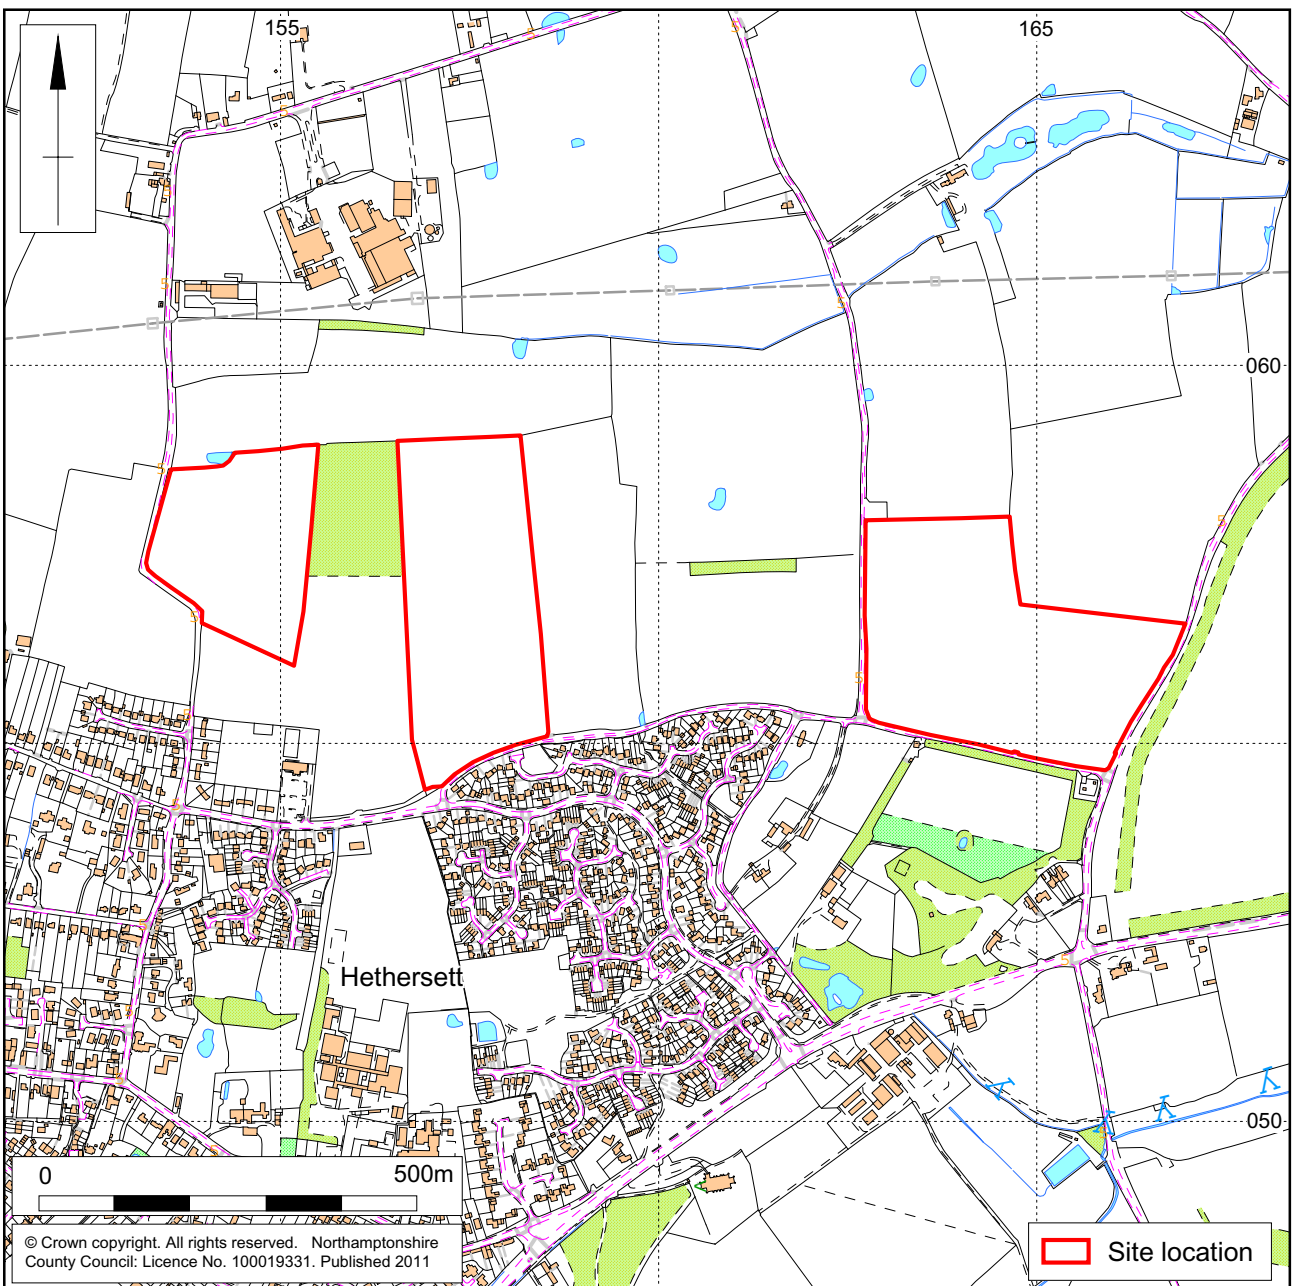 155
165
060
Hethersett
050
0 500m
© Crown copyright. All rights reserved. Northamptonshire
County Council: Licence No. 100019331. Published 2011
Site location